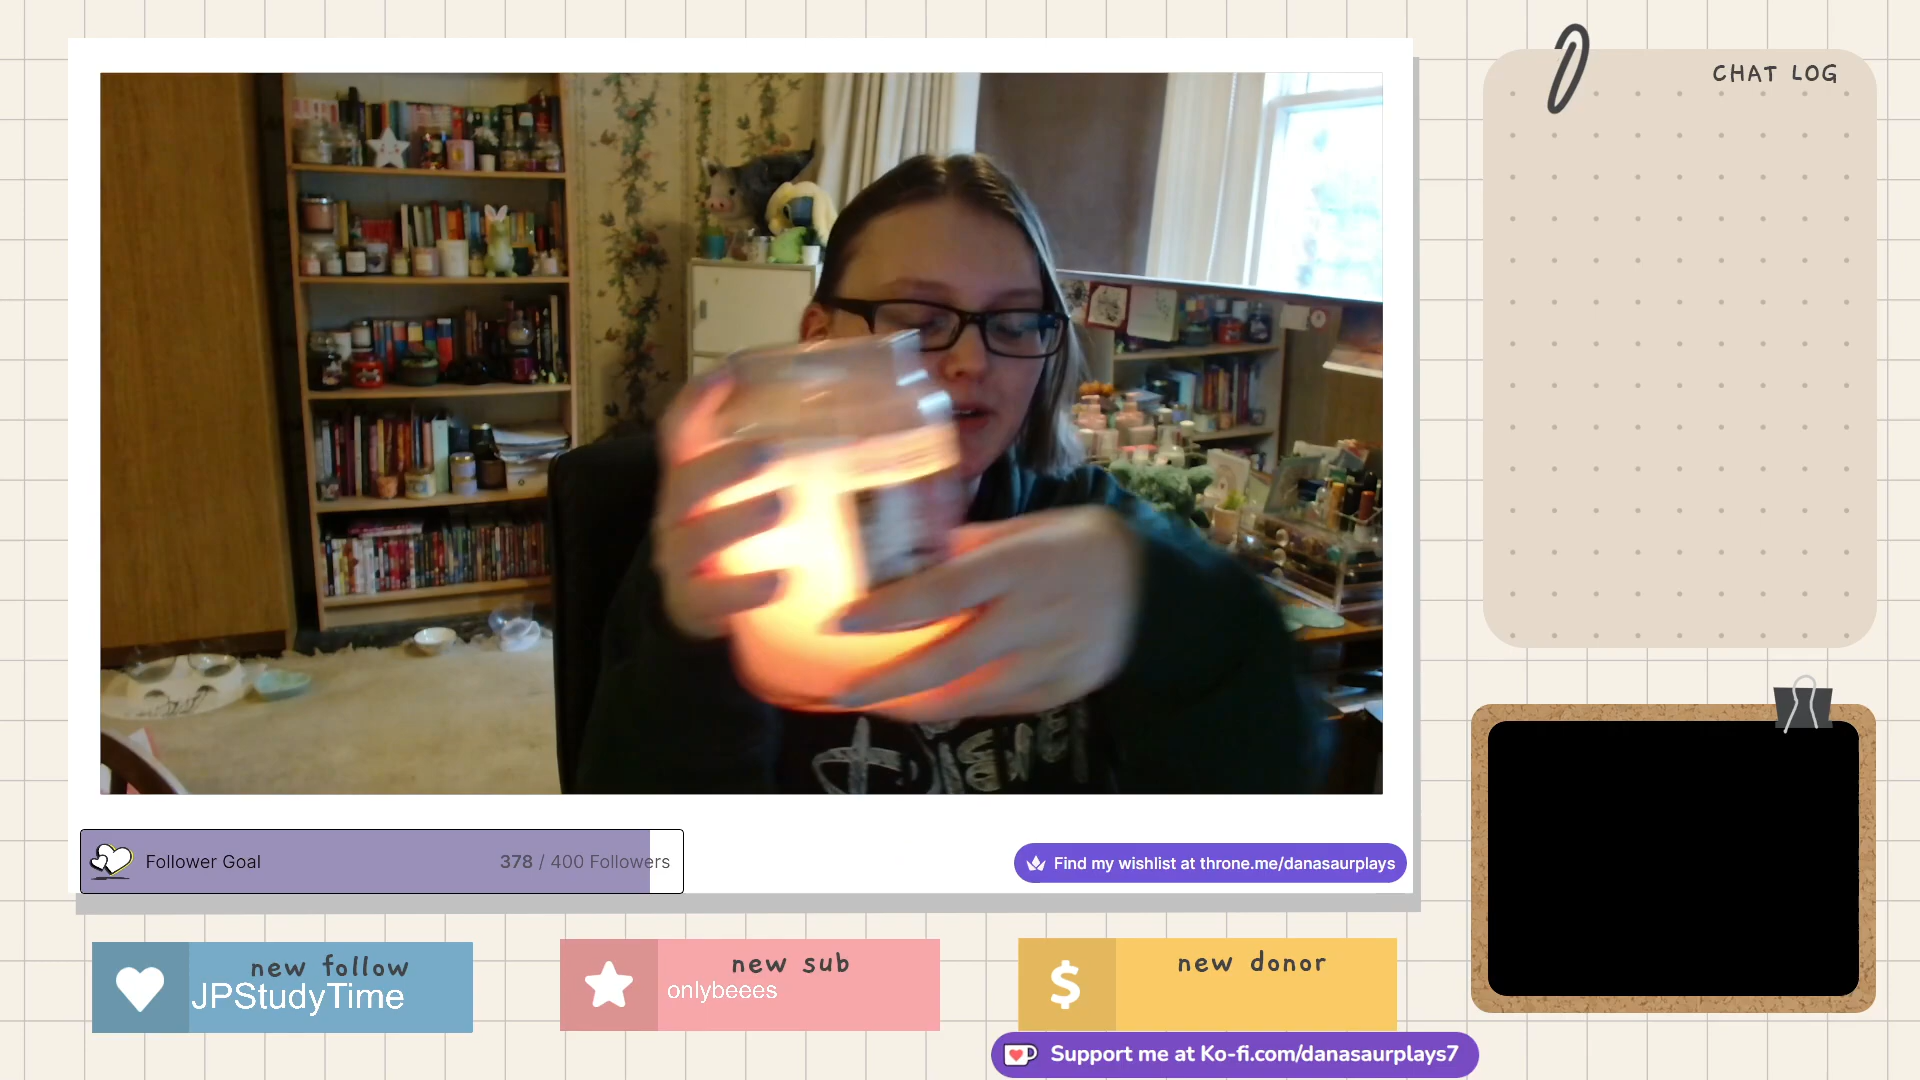 CHAT LOG
Follower Goal
378 / 400 Followers
Find my wishlist at throne.me/danasaurplays
new follow
JPStudyTime
new sub
onlybeees
new donor
Support me at Ko-fi.com/danasaurplays7